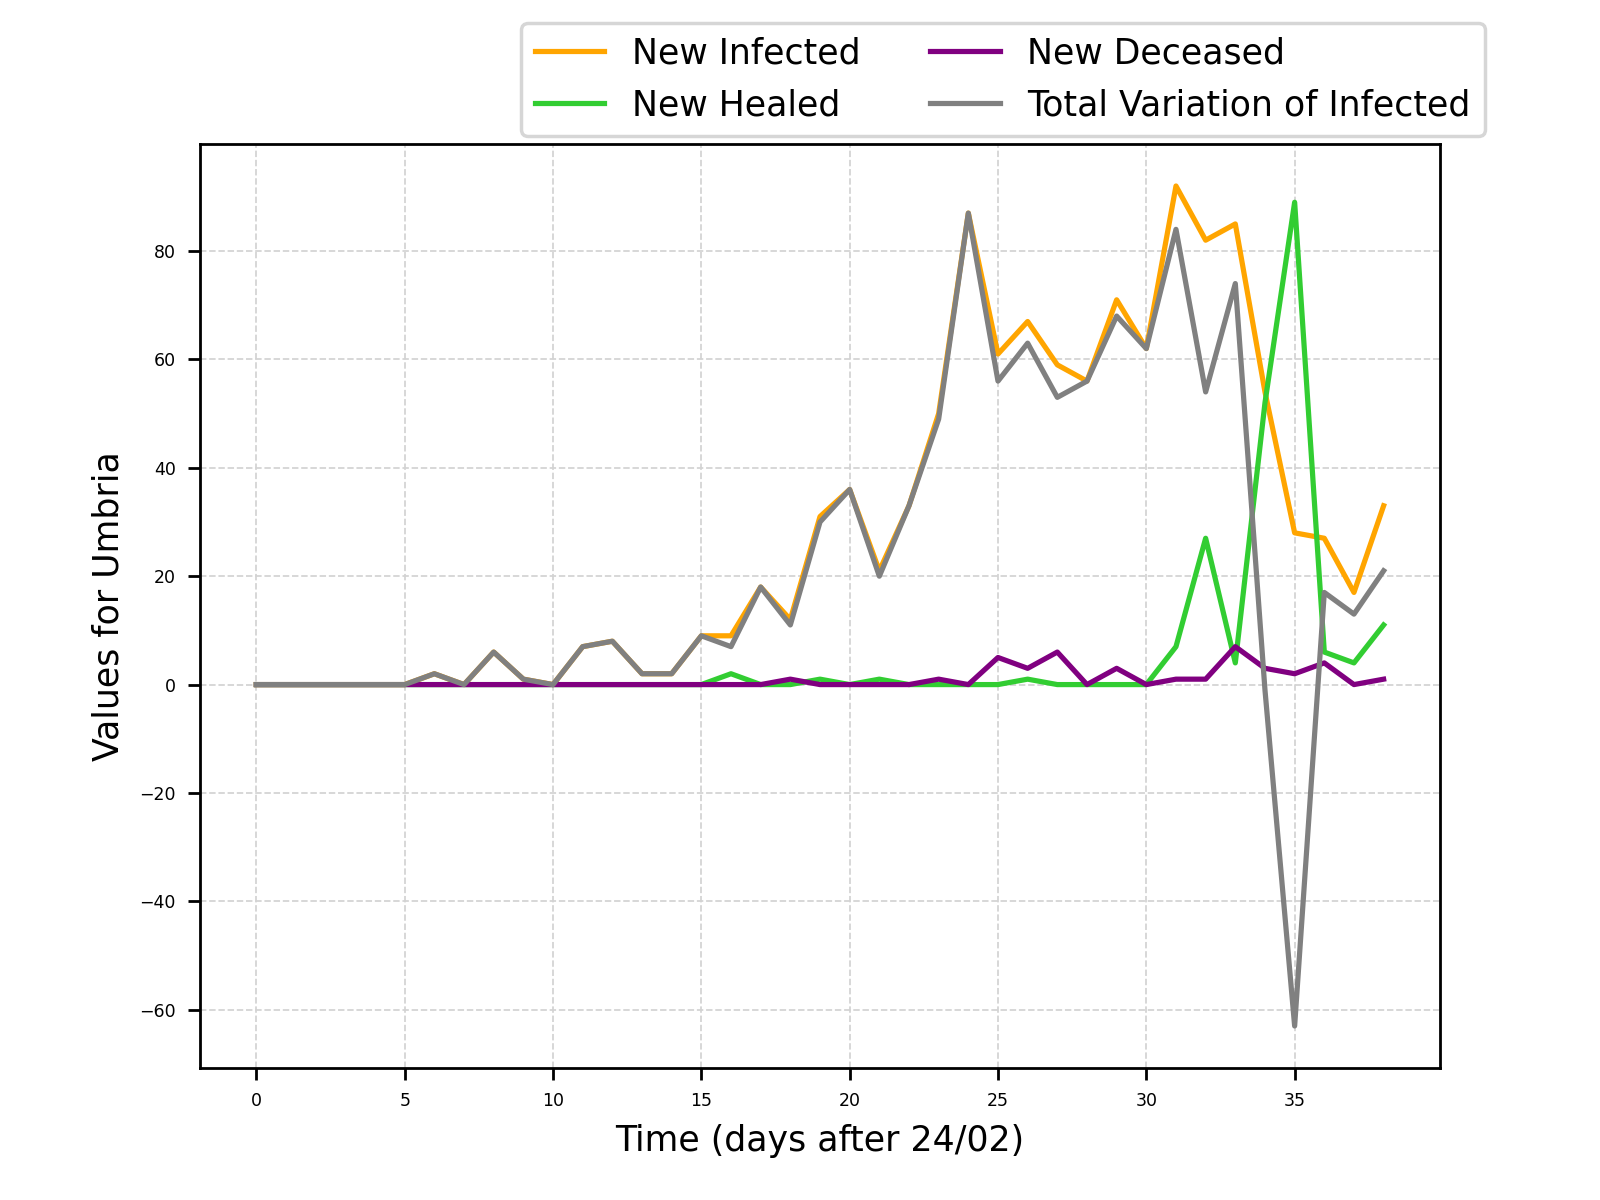 New Infected
New Healed
New Deceased
Total Variation of Infected
Values for Umbria
80
60
40
20
0
−20
−40
−60
0 5 10 15 20 25 30 35
Time (days after 24/02)